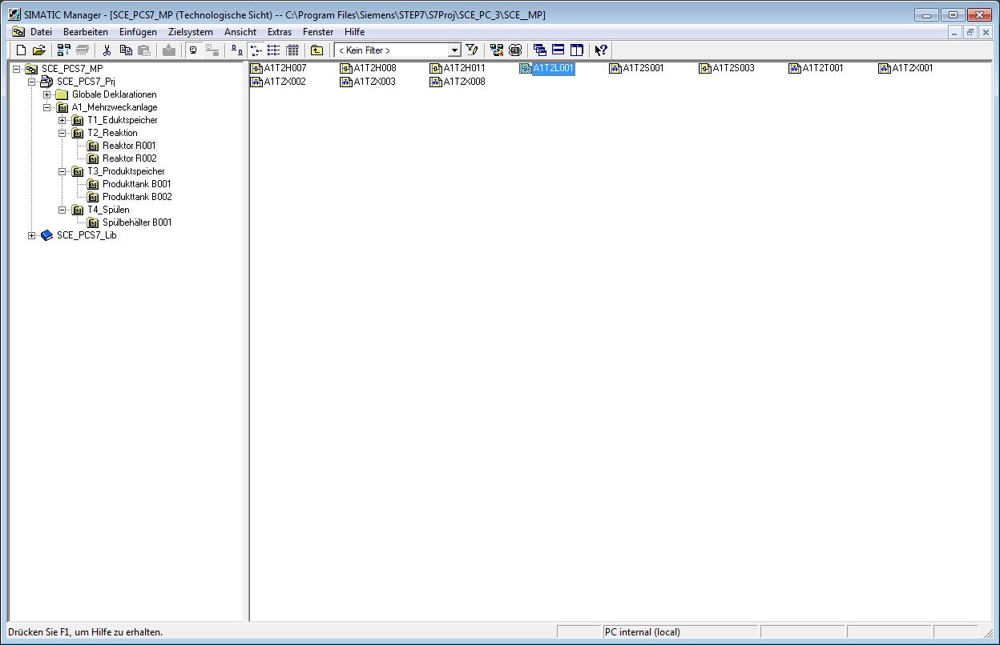 SIMATIC Manager - [SCE_PCS7_MP (Technologische Sicht) -- C:\Program Files\Siemens\STEP7\S7Proj\SCE_PC_3\SCE__MP]
Datei Bearbeiten Einfügen Zielsystem Ansicht Extras Fenster Hilfe
< Kein Filter >
SCE_PCS7_MP
SCE_PCS7_Prj
Globale Deklarationen
A1_Mehrzweckanlage
T1_Eduktspeicher
T2_Reaktion
Reaktor R001
Reaktor R002
T3_Produktspeicher
Produkttank B001
Produkttank B002
T4_Spülen
Spülbehälter B001
SCE_PCS7_Lib
A1T2H007 A1T2H008 A1T2H011 A1T2L001 A1T2S001 A1T2S003 A1T2T001 A1T2X001
A1T2X002 A1T2X003 A1T2X008
Drücken Sie F1, um Hilfe zu erhalten. PC internal (local)